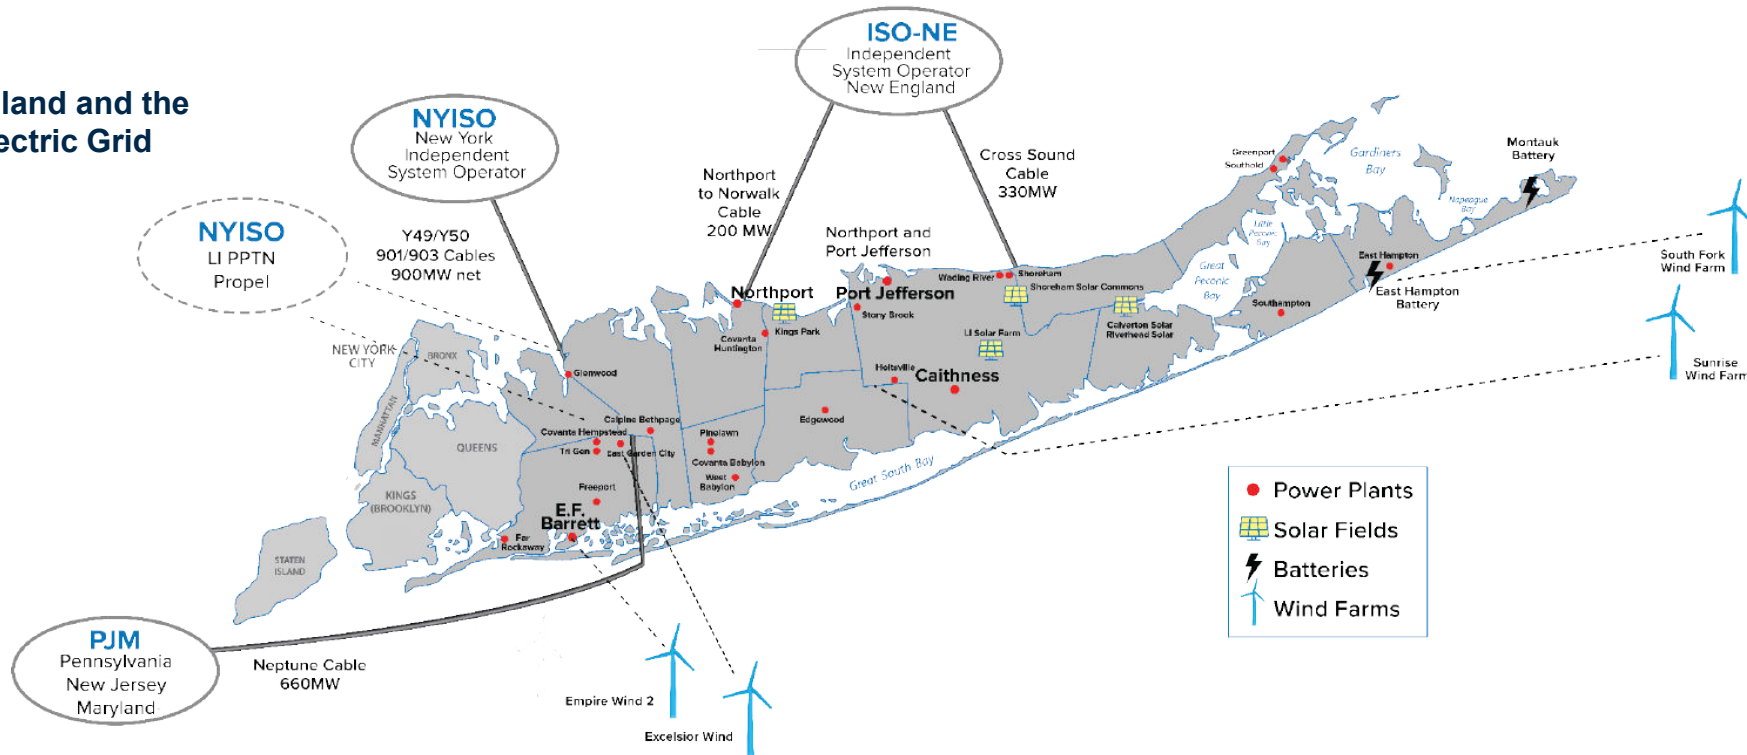 land and the
ectric Grid
ISO-NE
Independent
System Operator
New England
NYISO
New York
Independent
System Operator
NYISO
LI PPTN
Propel
Y49/Y50
901/903 Cables
900MW net
Northport
to Norwalk
Cable
200 MW
Cross Sound
Cable
330MW
Northport and
Port Jefferson
Greenport
Southold
Gardiners
Bay
Montauk
Battery
Napeague
Bay
Little
Peconic
Bay
Great
Peconic
Bay
East Hampton
East Hampton
Battery
Southampton
South Fork
Wind Farm
Sunrise
Wind Farm
Wading River
Shoreham
Shoreham Solar Commons
Calverton Solar
Riverhead Solar
LI Solar Farm
Northport
Kings Park
Covanta
Huntington
Port Jefferson
Stony Brook
Holtsville
Caithness
Edgewood
NEW YORK
CITY
BRONX
MANHATTAN
QUEENS
KINGS
(BROOKLYN)
STATEN
ISLAND
Glenwood
Calpine Bethpage
Covanta Hempstead
Tri Gen
East Garden City
Pinelawn
Covanta Babylon
West
Babylon
Freeport
E.F.
Barrett
Far
Rockaway
Great South Bay
PJM
Pennsylvania
New Jersey
Maryland
Neptune Cable
660MW
Empire Wind 2
Excelsior Wind
Power Plants
Solar Fields
Batteries
Wind Farms